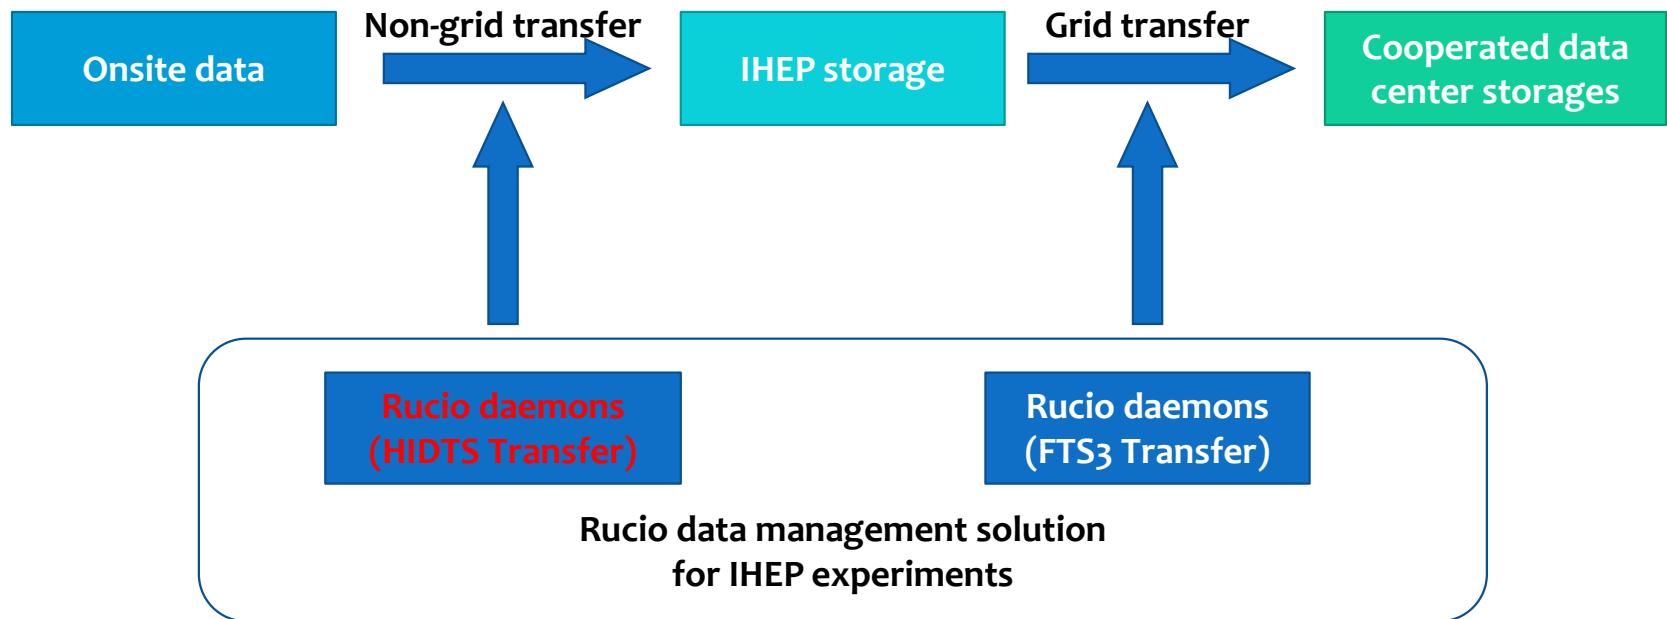 Non-grid transfer
Grid transfer
Onsite data
IHEP storage
Cooperated data
center storages
Rucio daemons
(HIDTS Transfer)
Rucio daemons
(FTS3 Transfer)
Rucio data management solution
for IHEP experiments